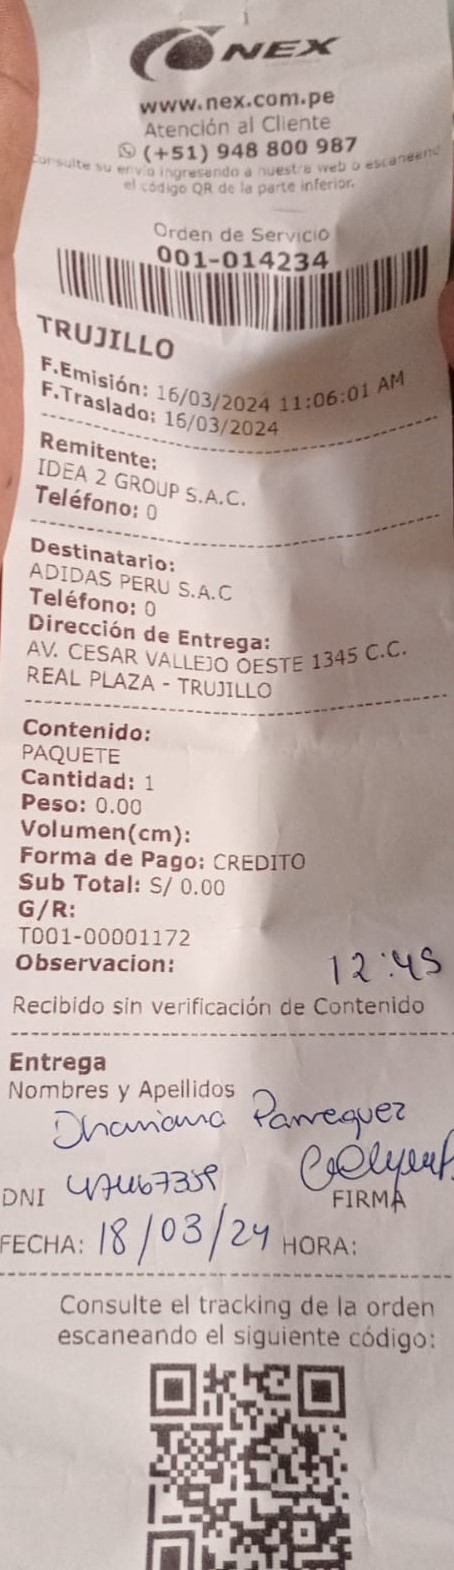 NEX
www.nex.com.pe
Atención al Cliente
(+51) 948 800 987
Consulte su envío ingresando a nuestra web o escaneando
el código QR de la parte inferior.
Orden de Servicio
001-014234
TRUJILLO
F.Emisión: 16/03/2024 11:06:01 AM
F.Traslado: 16/03/2024
Remitente:
IDEA 2 GROUP S.A.C.
Teléfono: 0
Destinatario:
ADIDAS PERU S.A.C
Teléfono: 0
Dirección de Entrega:
AV. CESAR VALLEJO OESTE 1345 C.C.
REAL PLAZA - TRUJILLO
Contenido:
PAQUETE
Cantidad: 1
Peso: 0.00
Volumen(cm):
Forma de Pago: CREDITO
Sub Total: S/ 0.00
G/R:
T001-00001172
Observacion:
12:45
Recibido sin verificación de Contenido
Entrega
Nombres y Apellidos
DNI
FIRMA
FECHA: 18/03/24 HORA:
Consulte el tracking de la orden
escaneando el siguiente código: